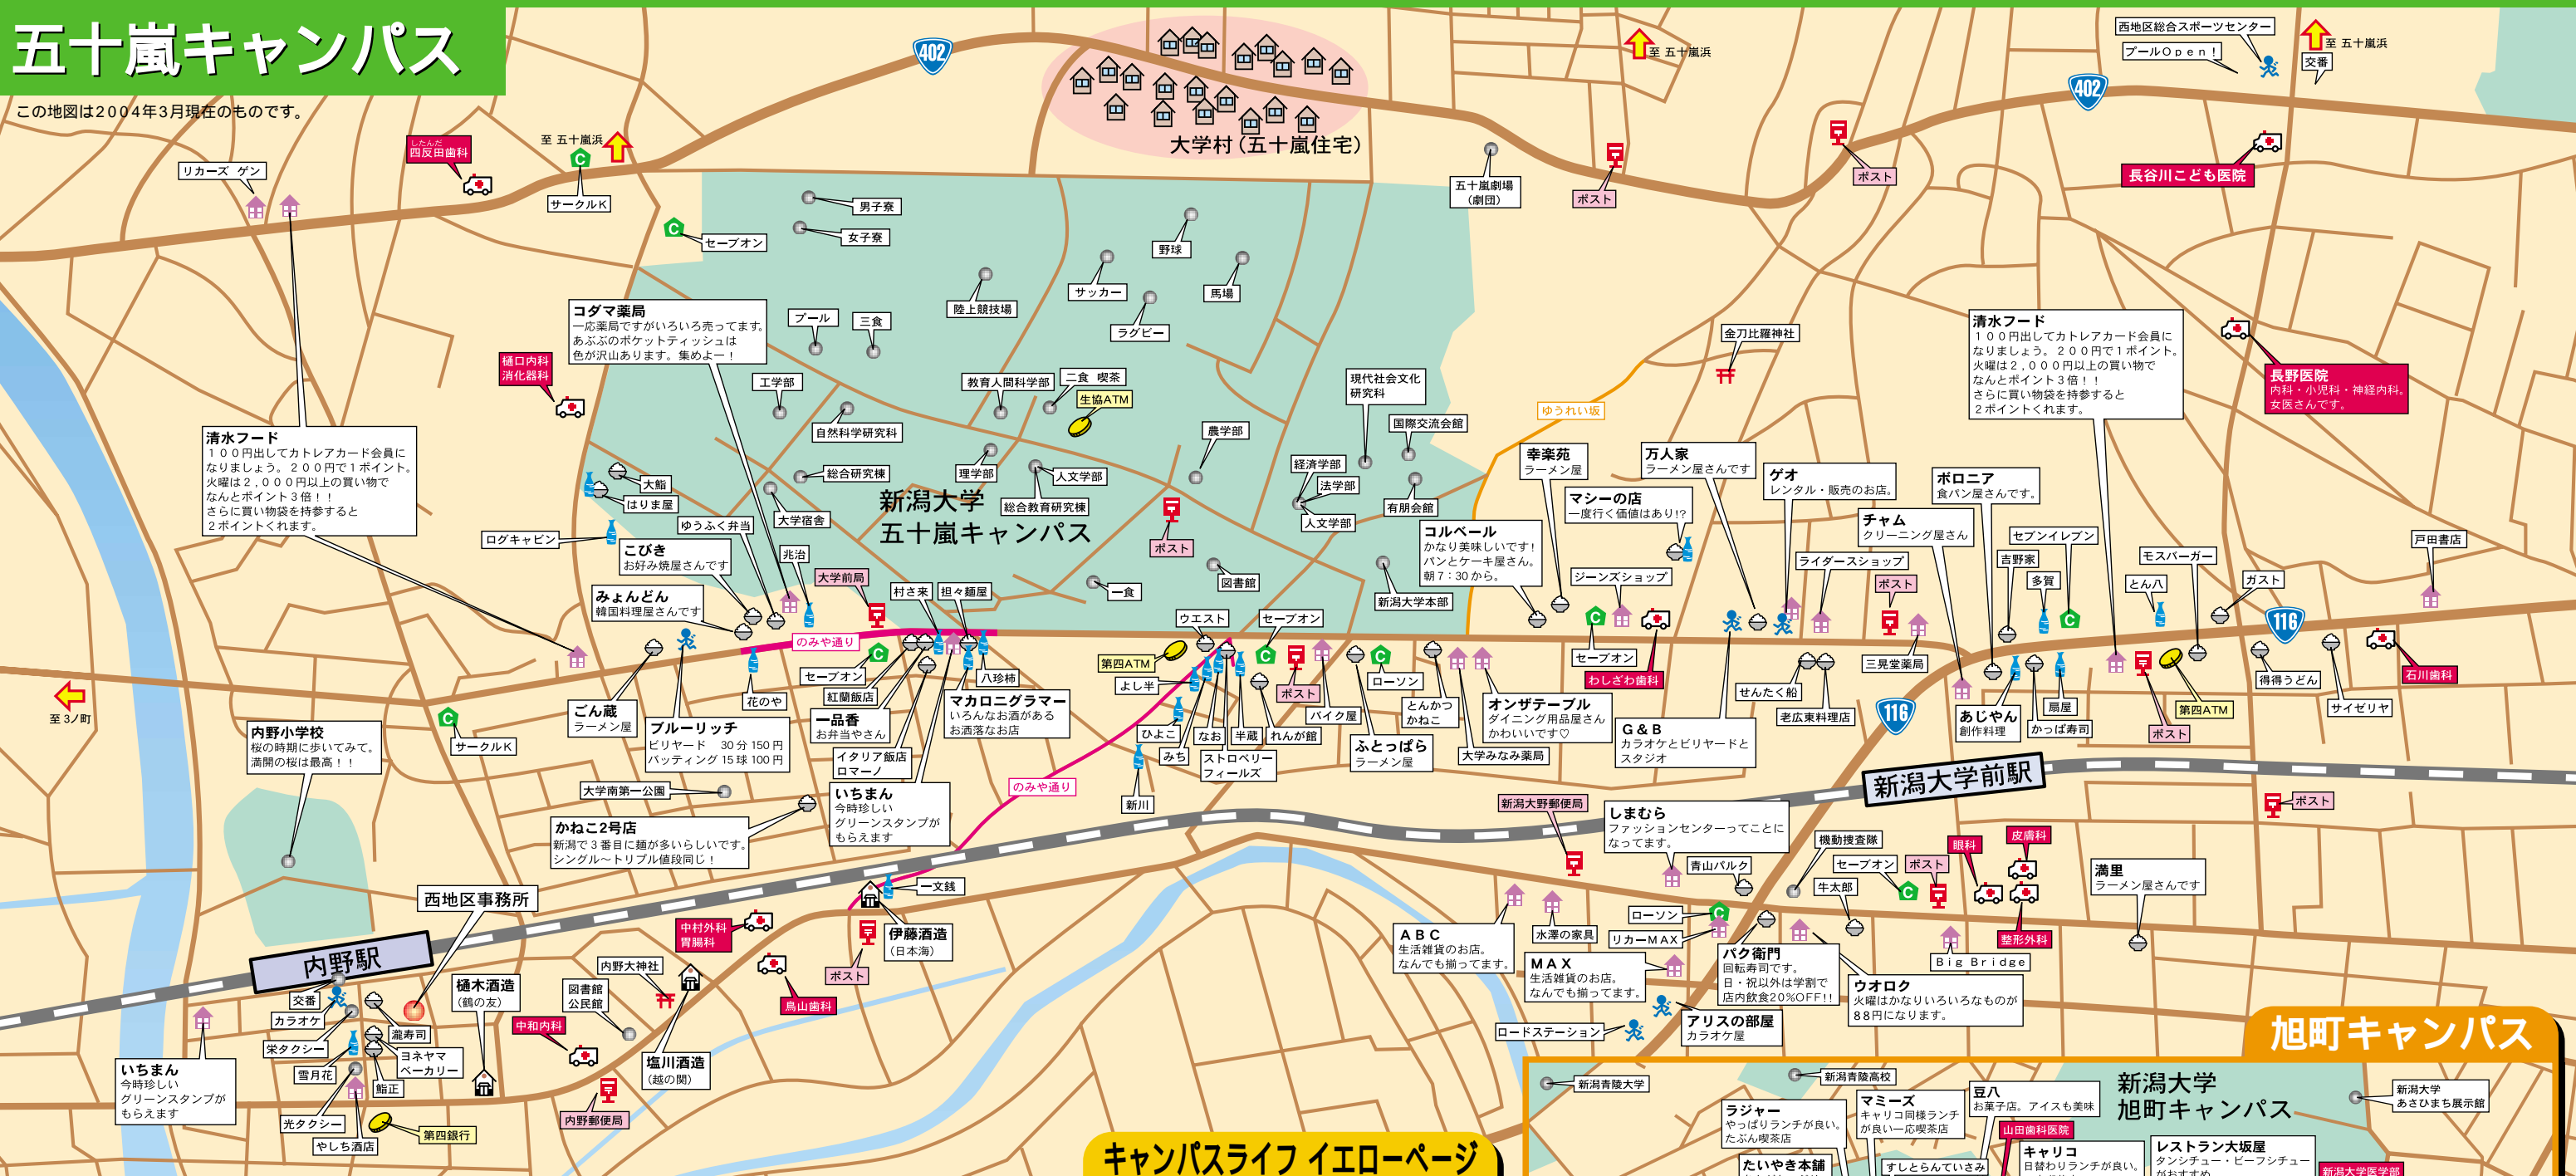 五十嵐キャンパス
この地図は2004年3月現在のものです。
402
至 五十嵐浜
西地区総合スポーツセンター
プールOpen!
至 五十嵐浜
交番
402
大学村(五十嵐住宅)
したんだ
四反田歯科
至 五十嵐浜
サークルK
リカーズ ゲン
セーブオン
男子寮
女子寮
野球
サッカー
馬場
陸上競技場
ラグビー
五十嵐劇場
(劇団)
ポスト
ポスト
長谷川こども医院
コダマ薬局
一応薬局ですがいろいろ売ってます。
あぶぶのポケットティッシュは
色が沢山あります。集めよー!
プール
三食
樋口内科
消化器科
工学部
自然科学研究科
教育人間科学部
二食 喫茶
生協ATM
総合研究棟
大学宿舎
理学部
人文学部
総合教育研究棟
農学部
新潟大学
五十嵐キャンパス
ポスト
図書館
一食
現代社会文化
研究科
国際交流会館
経済学部
法学部
人文学部
有朋会館
新潟大学本部
金刀比羅神社
ゆうれい坂
清水フード
100円出してカトレアカード会員に
なりましょう。200円で1ポイント。
火曜は2,000円以上の買い物で
なんとポイント3倍!!
さらに買い物袋を持参すると
2ポイントくれます。
長野医院
内科・小児科・神経内科。
女医さんです。
清水フード
100円出してカトレアカード会員に
なりましょう。200円で1ポイント。
火曜は2,000円以上の買い物で
なんとポイント3倍!!
さらに買い物袋を持参すると
2ポイントくれます。
大鮨
はりま屋
ログキャビン
ゆうふく弁当
こびき
お好み焼屋さんです
兆治
みょんどん
韓国料理屋さんです
大学前局
村さ来
担々麺屋
のみや通り
幸楽苑
ラーメン屋
万人家
ラーメン屋さんです
ゲオ
レンタル・販売のお店。
マシーの店
一度行く価値はあり!?
コルベール
かなり美味しいです!
パンとケーキ屋さん。
朝7:30から。
ジーンズショップ
ボロニア
食パン屋さんです。
チャム
クリーニング屋さん
ライダースショップ
ポスト
吉野家
セブンイレブン
多賀
モスバーガー
とん八
ガスト
戸田書店
116
至 3ノ町
サークルK
ごん蔵
ラーメン屋
ブルーリッチ
ビリヤード 30分150円
バッティング15球100円
花のや
セーブオン
紅蘭飯店
一品香
お弁当やさん
イタリア飯店
ロマーノ
八珍柿
マカロニグラマー
いろんなお酒がある
お洒落なお店
いちまん
今時珍しい
グリーンスタンプが
もらえます
ウエスト
セーブオン
第四ATM
よし半
ひよこ
みち
なお
ストロベリー
フィールズ
半蔵
れんが館
ポスト
バイク屋
ローソン
ふとっぱら
ラーメン屋
とんかつ
かねこ
オンザテーブル
ダイニング用品屋さん
かわいいです♡
大学みなみ薬局
新川
のみや通り
セーブオン
わしざわ歯科
G&B
カラオケとビリヤードと
スタジオ
せんたく船
老広東料理店
三晃堂薬局
116
あじやん
創作料理
扇屋
かっぱ寿司
ポスト
第四ATM
得得うどん
サイゼリヤ
石川歯科
内野小学校
桜の時期に歩いてみて。
満開の桜は最高!!
大学南第一公園
かねこ2号店
新潟で3番目に麺が多いらしいです。
シングル〜トリプル値段同じ!
新潟大学前駅
新潟大野郵便局
しまむら
ファッションセンターってことに
なってます。
青山パルク
機動捜査隊
セーブオン
ポスト
眼科
皮膚科
整形外科
牛太郎
満里
ラーメン屋さんです
ポスト
西地区事務所
内野駅
一文銭
伊藤酒造
(日本海)
中村外科
胃腸科
ポスト
鳥山歯科
内野大神社
図書館
公民館
樋木酒造
(鶴の友)
中和内科
塩川酒造
(越の関)
内野郵便局
交番
カラオケ
栄タクシー
瀧寿司
ヨネヤマ
ベーカリー
雪月花
鮨正
光タクシー
やしち酒店
第四銀行
いちまん
今時珍しい
グリーンスタンプが
もらえます
ABC
生活雑貨のお店。
なんでも揃ってます。
水澤の家具
ローソン
リカーMAX
MAX
生活雑貨のお店。
なんでも揃ってます。
パク衛門
回転寿司です。
日・祝以外は学割で
店内飲食20%OFF!!
ウオロク
火曜はかなりいろいろなものが
88円になります。
Big Bridge
アリスの部屋
カラオケ屋
ロードステーション
旭町キャンパス
新潟青陵大学
新潟青陵高校
新潟大学
旭町キャンパス
新潟大学
あさひまち展示館
ラジャー
やっぱりランチが良い。
たぶん喫茶店
マミーズ
キャリコ同様ランチ
が良い一応喫茶店
豆八
お菓子店。アイスも美味
山田歯科医院
キャリコ
日替わりランチが良い。
レストラン大坂屋
タンシチュー・ビーフシチュー
がおすすめ
たいやき本舗
すしとらんていさみ
新潟大学医学部
キャンパスライフ イエローページ